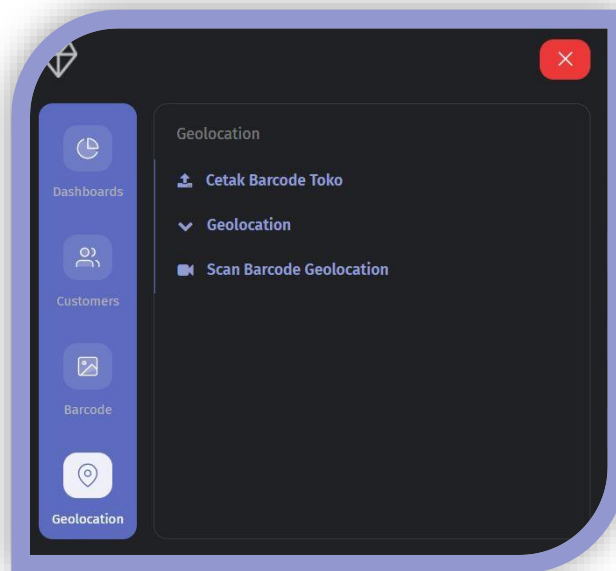 Dashboards
Customers
Barcode
Geolocation
Geolocation
Cetak Barcode Toko
Geolocation
Scan Barcode Geolocation